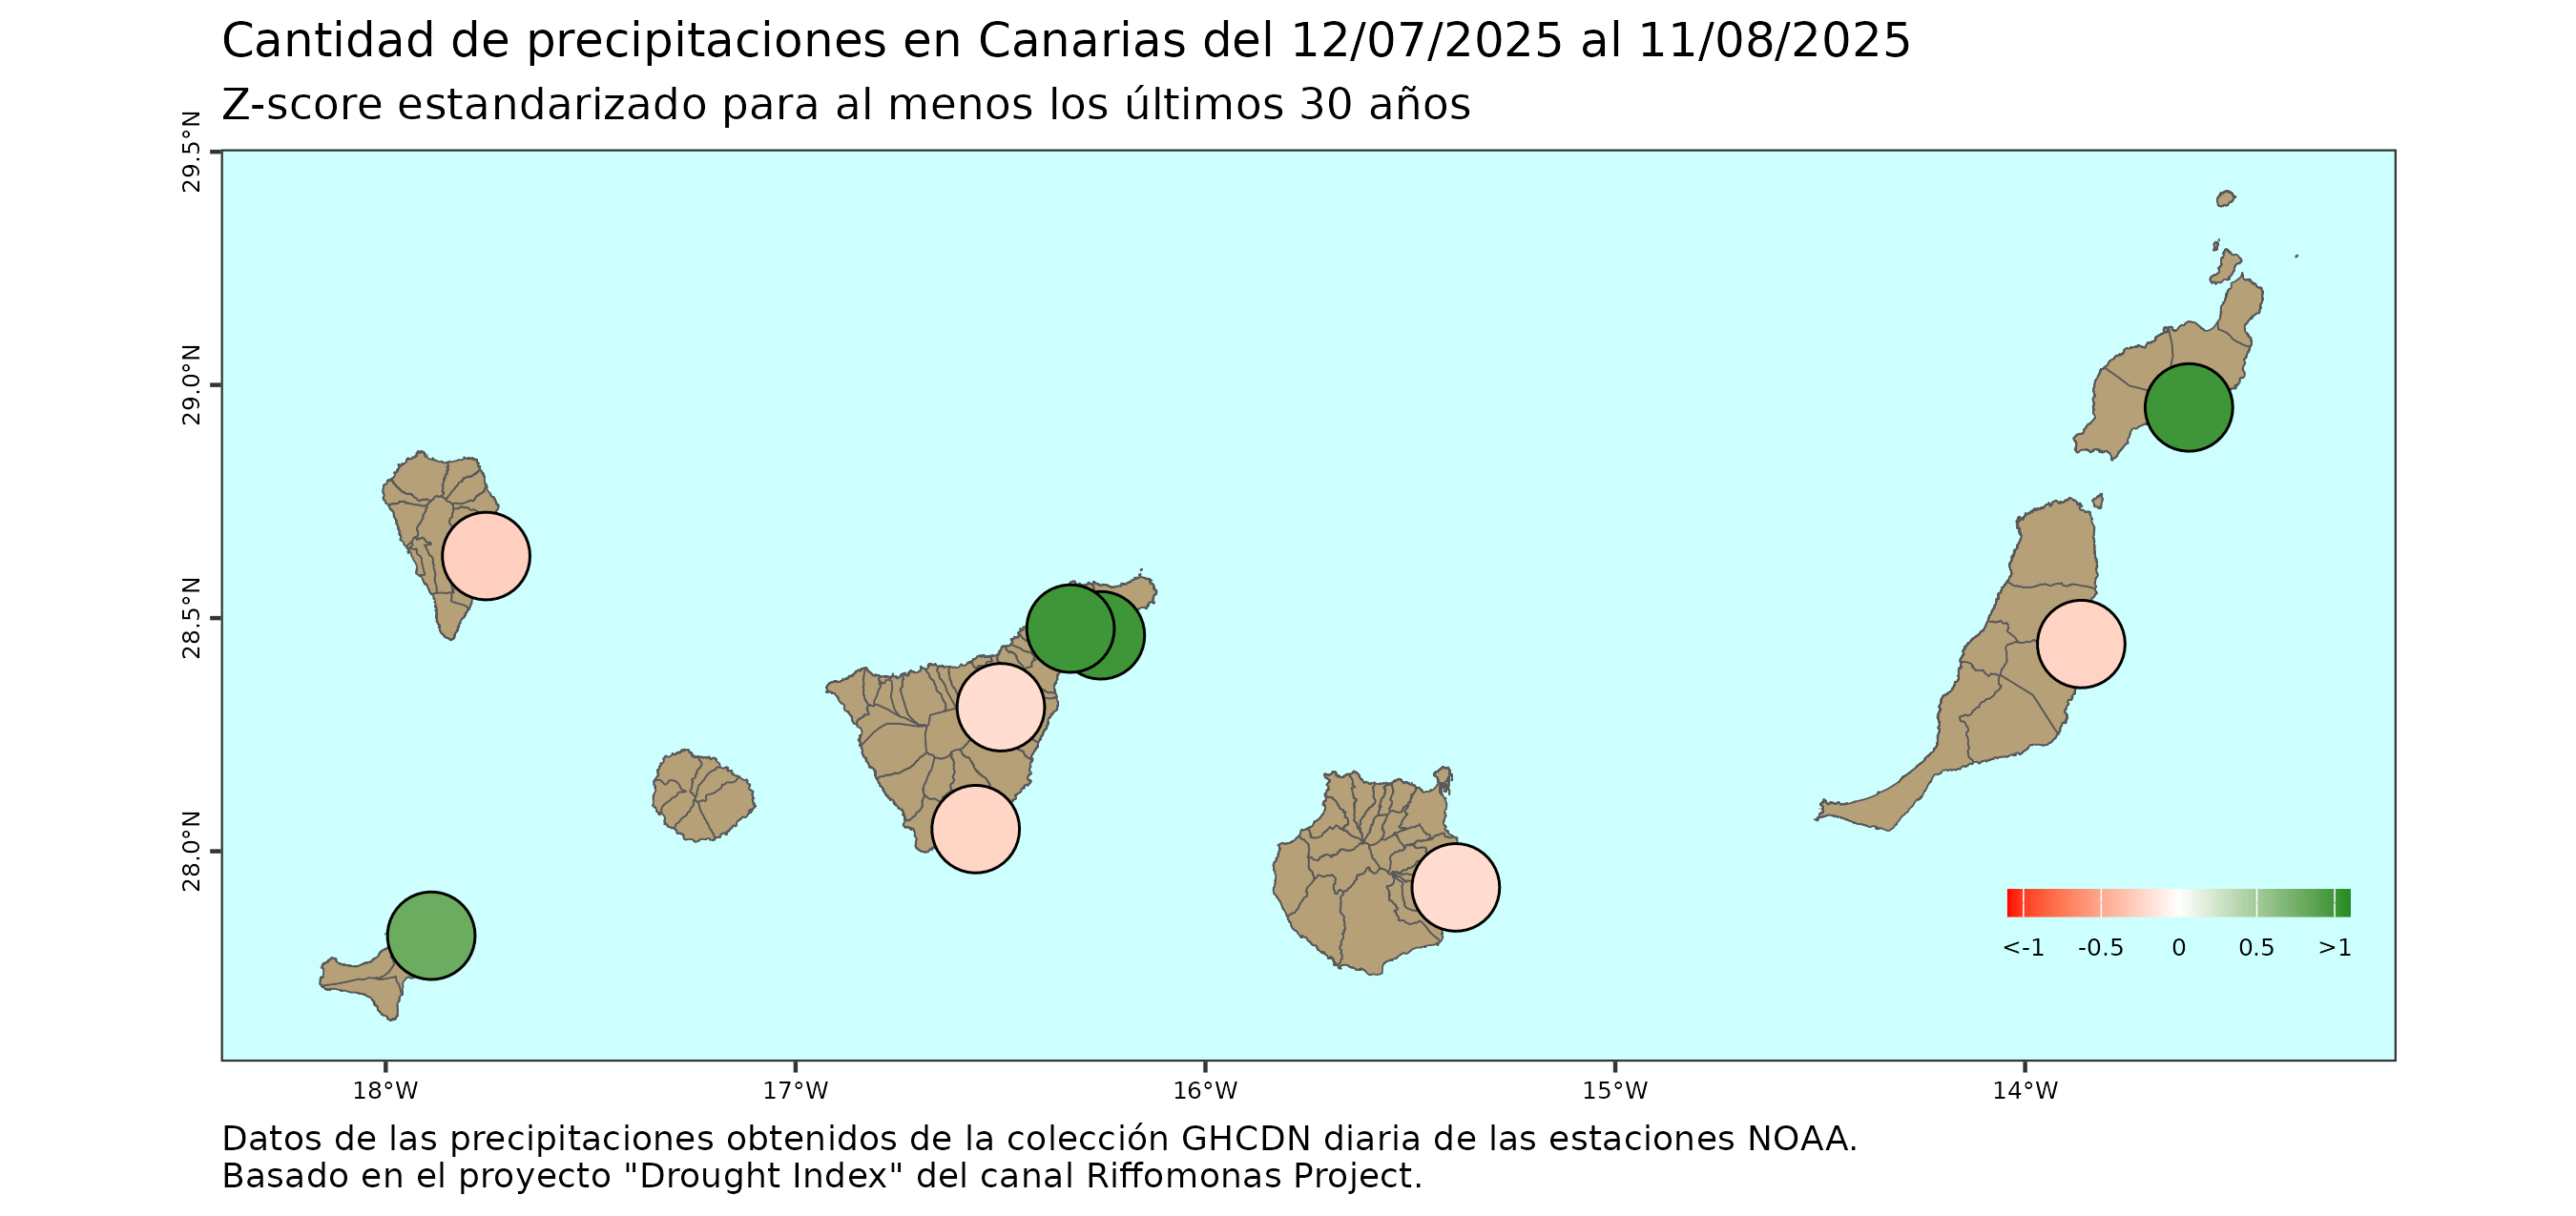 Cantidad de precipitaciones en Canarias del 12/07/2025 al 11/08/2025
Z-score estandarizado para al menos los últimos 30 años
29.5°N
29.0°N
28.5°N
28.0°N
<-1 -0.5 0 0.5 >1
18°W 17°W 16°W 15°W 14°W
Datos de las precipitaciones obtenidos de la colección GHCDN diaria de las estaciones NOAA.
Basado en el proyecto "Drought Index" del canal Riffomonas Project.